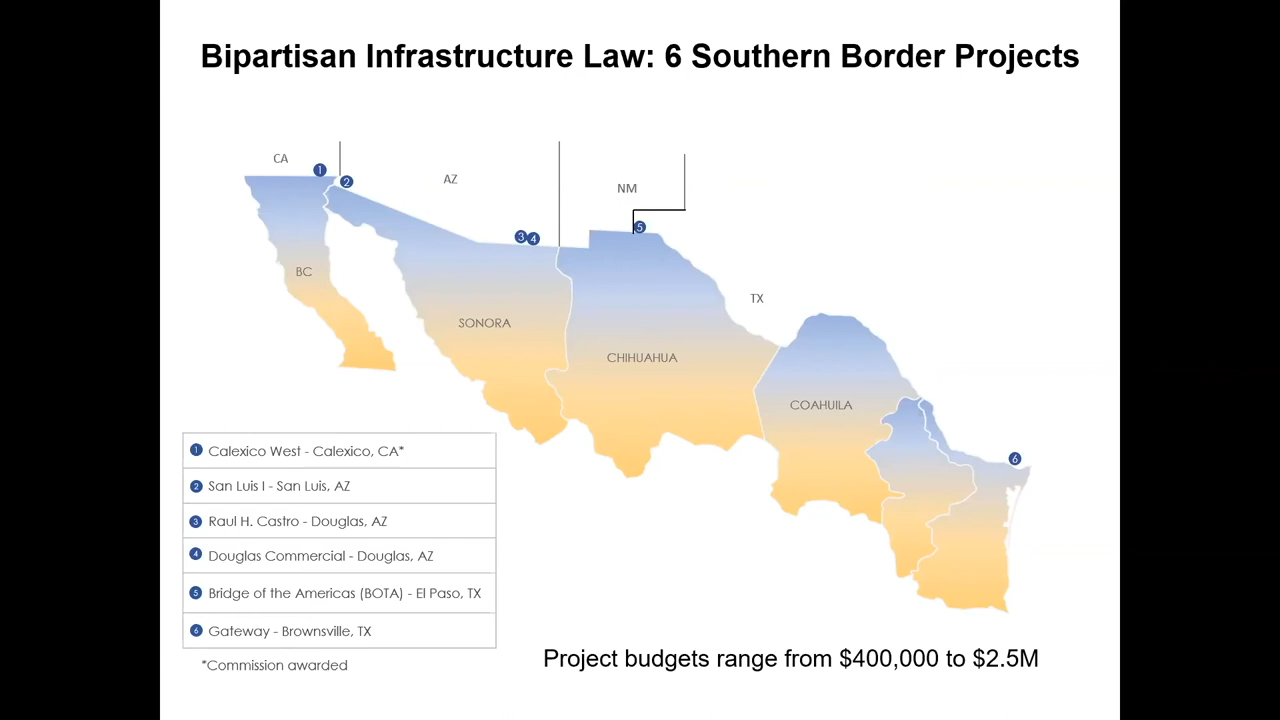 Bipartisan Infrastructure Law: 6 Southern Border Projects
CA
1
2
AZ
NM
3 4
5
BC
TX
SONORA
CHIHUAHUA
COAHUILA
6
1 Calexico West - Calexico, CA*
2 San Luis I - San Luis, AZ
3 Raul H. Castro - Douglas, AZ
4 Douglas Commercial - Douglas, AZ
5 Bridge of the Americas (BOTA) - El Paso, TX
6 Gateway - Brownsville, TX
*Commission awarded
Project budgets range from $400,000 to $2.5M